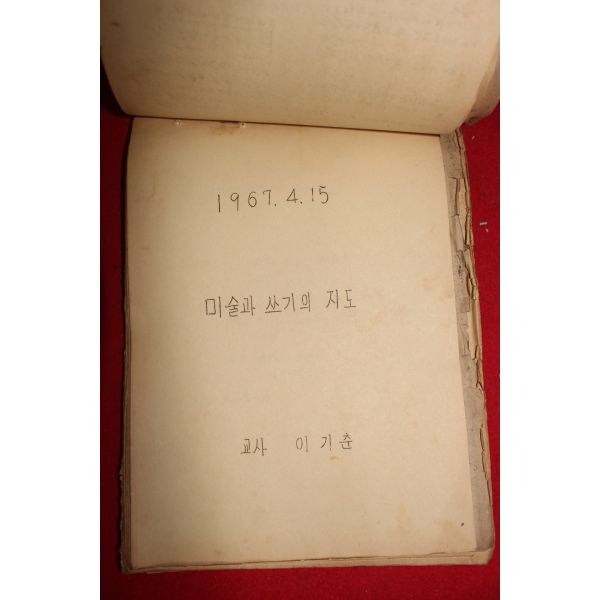 1967. 4. 15
미술과 쓰기의 지도
교사 이기춘